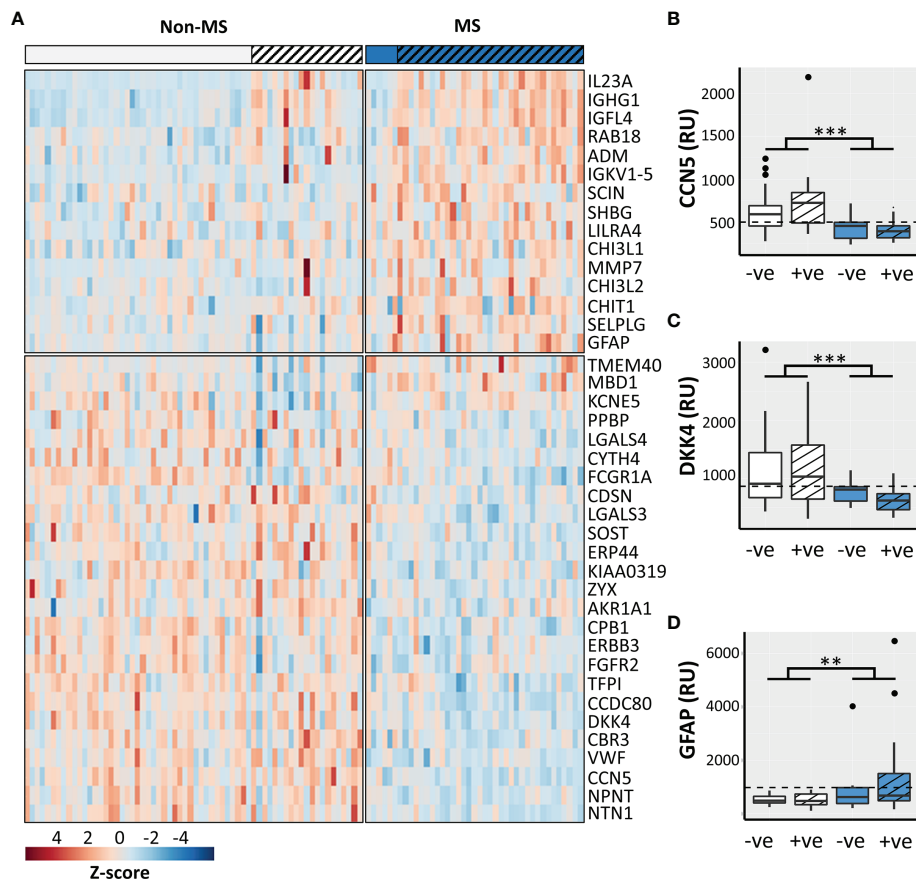 A
Non-MS
MS
IL23A
IGHG1
IGFL4
RAB18
ADM
IGKV1-5
SCIN
SHBG
LILRA4
CHI3L1
MMP7
CHI3L2
CHIT1
SELPLG
GFAP
TMEM40
MBD1
KCNE5
PPBP
LGALS4
CYTH4
FCGR1A
CDSN
LGALS3
SOST
ERP44
KIAA0319
ZYX
AKR1A1
CPB1
ERBB3
FGFR2
TFPI
CCDC80
DKK4
CBR3
VWF
CCN5
NPNT
NTN1
4 2 0 -2 -4
Z-score
B
CCN5 (RU)
2000
1500
1000
500
***
-ve +ve -ve +ve
C
DKK4 (RU)
3000
2000
1000
***
-ve +ve -ve +ve
D
GFAP (RU)
6000
4000
2000
0
**
-ve +ve -ve +ve